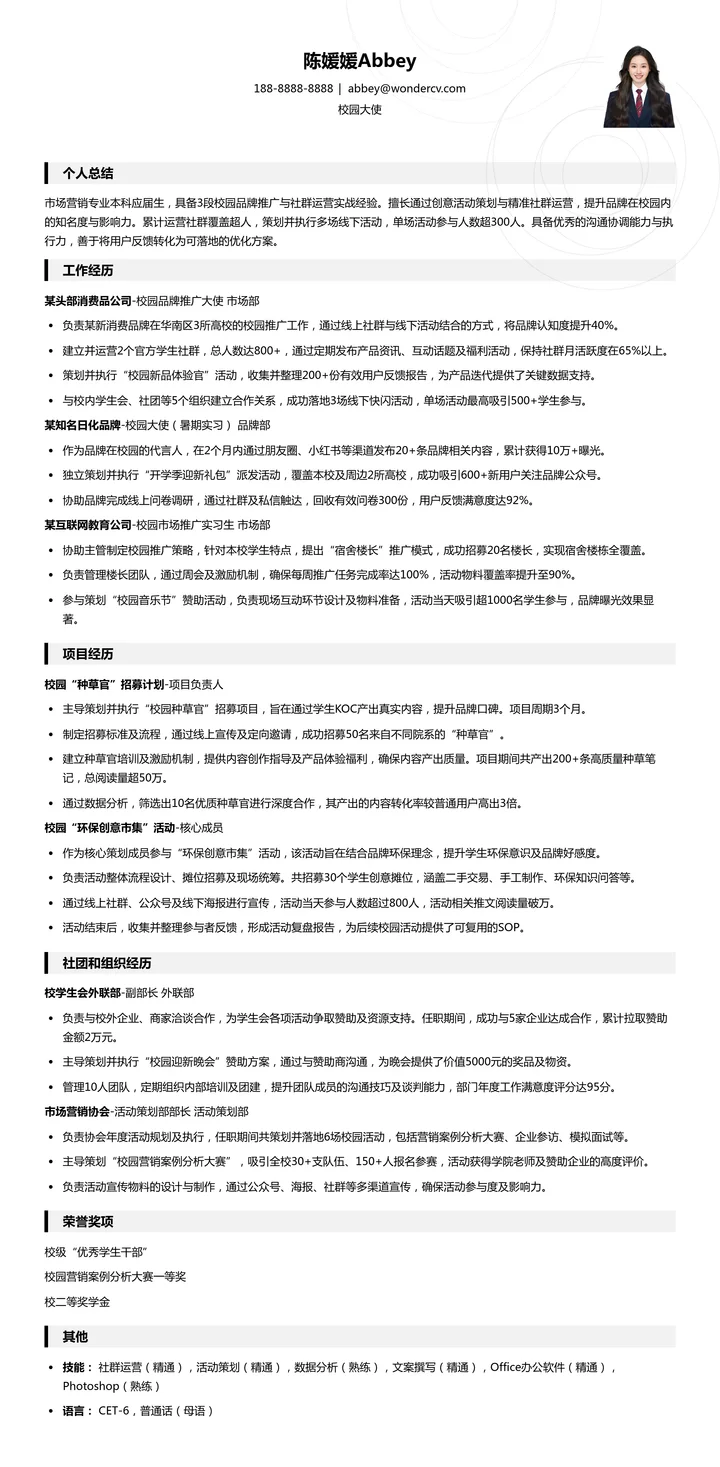 陈媛媛Abbey
188-8888-8888 | abbey@wondercv.com
校园大使
个人总结
市场营销专业本科应届生，具备3段校园品牌推广与社群运营实战经验。擅长通过创意活动策划与精准社群运营，提升品牌在校园内
的知名度与影响力。累计运营社群覆盖超人，策划并执行多场线下活动，单场活动参与人数超300人。具备优秀的沟通协调能力与执
行力，善于将用户反馈转化为可落地的优化方案。
工作经历
某头部消费品公司-校园品牌推广大使 市场部
• 负责某新消费品牌在华南区3所高校的校园推广工作，通过线上社群与线下活动结合的方式，将品牌认知度提升40%。
• 建立并运营2个官方学生社群，总人数达800+，通过定期发布产品资讯、互动话题及福利活动，保持社群月活跃度在65%以上。
• 策划并执行“校园新品体验官”活动，收集并整理200+份有效用户反馈报告，为产品迭代提供了关键数据支持。
• 与校内学生会、社团等5个组织建立合作关系，成功落地3场线下快闪活动，单场活动最高吸引500+学生参与。
某知名日化品牌-校园大使（暑期实习） 品牌部
• 作为品牌在校园的代言人，在2个月内通过朋友圈、小红书等渠道发布20+条品牌相关内容，累计获得10万+曝光。
• 独立策划并执行“开学季迎新礼包”派发活动，覆盖本校及周边2所高校，成功吸引600+新用户关注品牌公众号。
• 协助品牌完成线上问卷调研，通过社群及私信触达，回收有效问卷300份，用户反馈满意度达92%。
某互联网教育公司-校园市场推广实习生 市场部
• 协助主管制定校园推广策略，针对本校学生特点，提出“宿舍楼长”推广模式，成功招募20名楼长，实现宿舍楼栋全覆盖。
• 负责管理楼长团队，通过周会及激励机制，确保每周推广任务完成率达100%，活动物料覆盖率提升至90%。
• 参与策划“校园音乐节”赞助活动，负责现场互动环节设计及物料准备，活动当天吸引超1000名学生参与，品牌曝光效果显
著。
项目经历
校园“种草官”招募计划-项目负责人
• 主导策划并执行“校园种草官”招募项目，旨在通过学生KOC产出真实内容，提升品牌口碑。项目周期3个月。
• 制定招募标准及流程，通过线上宣传及定向邀请，成功招募50名来自不同院系的“种草官”。
• 建立种草官培训及激励机制，提供内容创作指导及产品体验福利，确保内容产出质量。项目期间共产出200+条高质量种草笔
记，总阅读量超50万。
• 通过数据分析，筛选出10名优质种草官进行深度合作，其产出的内容转化率较普通用户高出3倍。
校园“环保创意市集”活动-核心成员
• 作为核心策划成员参与“环保创意市集”活动，该活动旨在结合品牌环保理念，提升学生环保意识及品牌好感度。
• 负责活动整体流程设计、摊位招募及现场统筹。共招募30个学生创意摊位，涵盖二手交易、手工制作、环保知识问答等。
• 通过线上社群、公众号及线下海报进行宣传，活动当天参与人数超过800人，活动相关推文阅读量破万。
• 活动结束后，收集并整理参与者反馈，形成活动复盘报告，为后续校园活动提供了可复用的SOP。
社团和组织经历
校学生会外联部-副部长 外联部
• 负责与校外企业、商家洽谈合作，为学生会各项活动争取赞助及资源支持。任职期间，成功与5家企业达成合作，累计拉取赞助
金额2万元。
• 主导策划并执行“校园迎新晚会”赞助方案，通过与赞助商沟通，为晚会提供了价值5000元的奖品及物资。
• 管理10人团队，定期组织内部培训及团建，提升团队成员的沟通技巧及谈判能力，部门年度工作满意度评分达95分。
市场营销协会-活动策划部部长 活动策划部
• 负责协会年度活动规划及执行，任职期间共策划并落地6场校园活动，包括营销案例分析大赛、企业参访、模拟面试等。
• 主导策划“校园营销案例分析大赛”，吸引全校30+支队伍、150+人报名参赛，活动获得学院老师及赞助企业的高度评价。
• 负责活动宣传物料的设计与制作，通过公众号、海报、社群等多渠道宣传，确保活动参与度及影响力。
荣誉奖项
校级“优秀学生干部”
校园营销案例分析大赛一等奖
校二等奖学金
其他
• 技能： 社群运营（精通），活动策划（精通），数据分析（熟练），文案撰写（精通），Office办公软件（精通），
Photoshop（熟练）
• 语言： CET-6，普通话（母语）